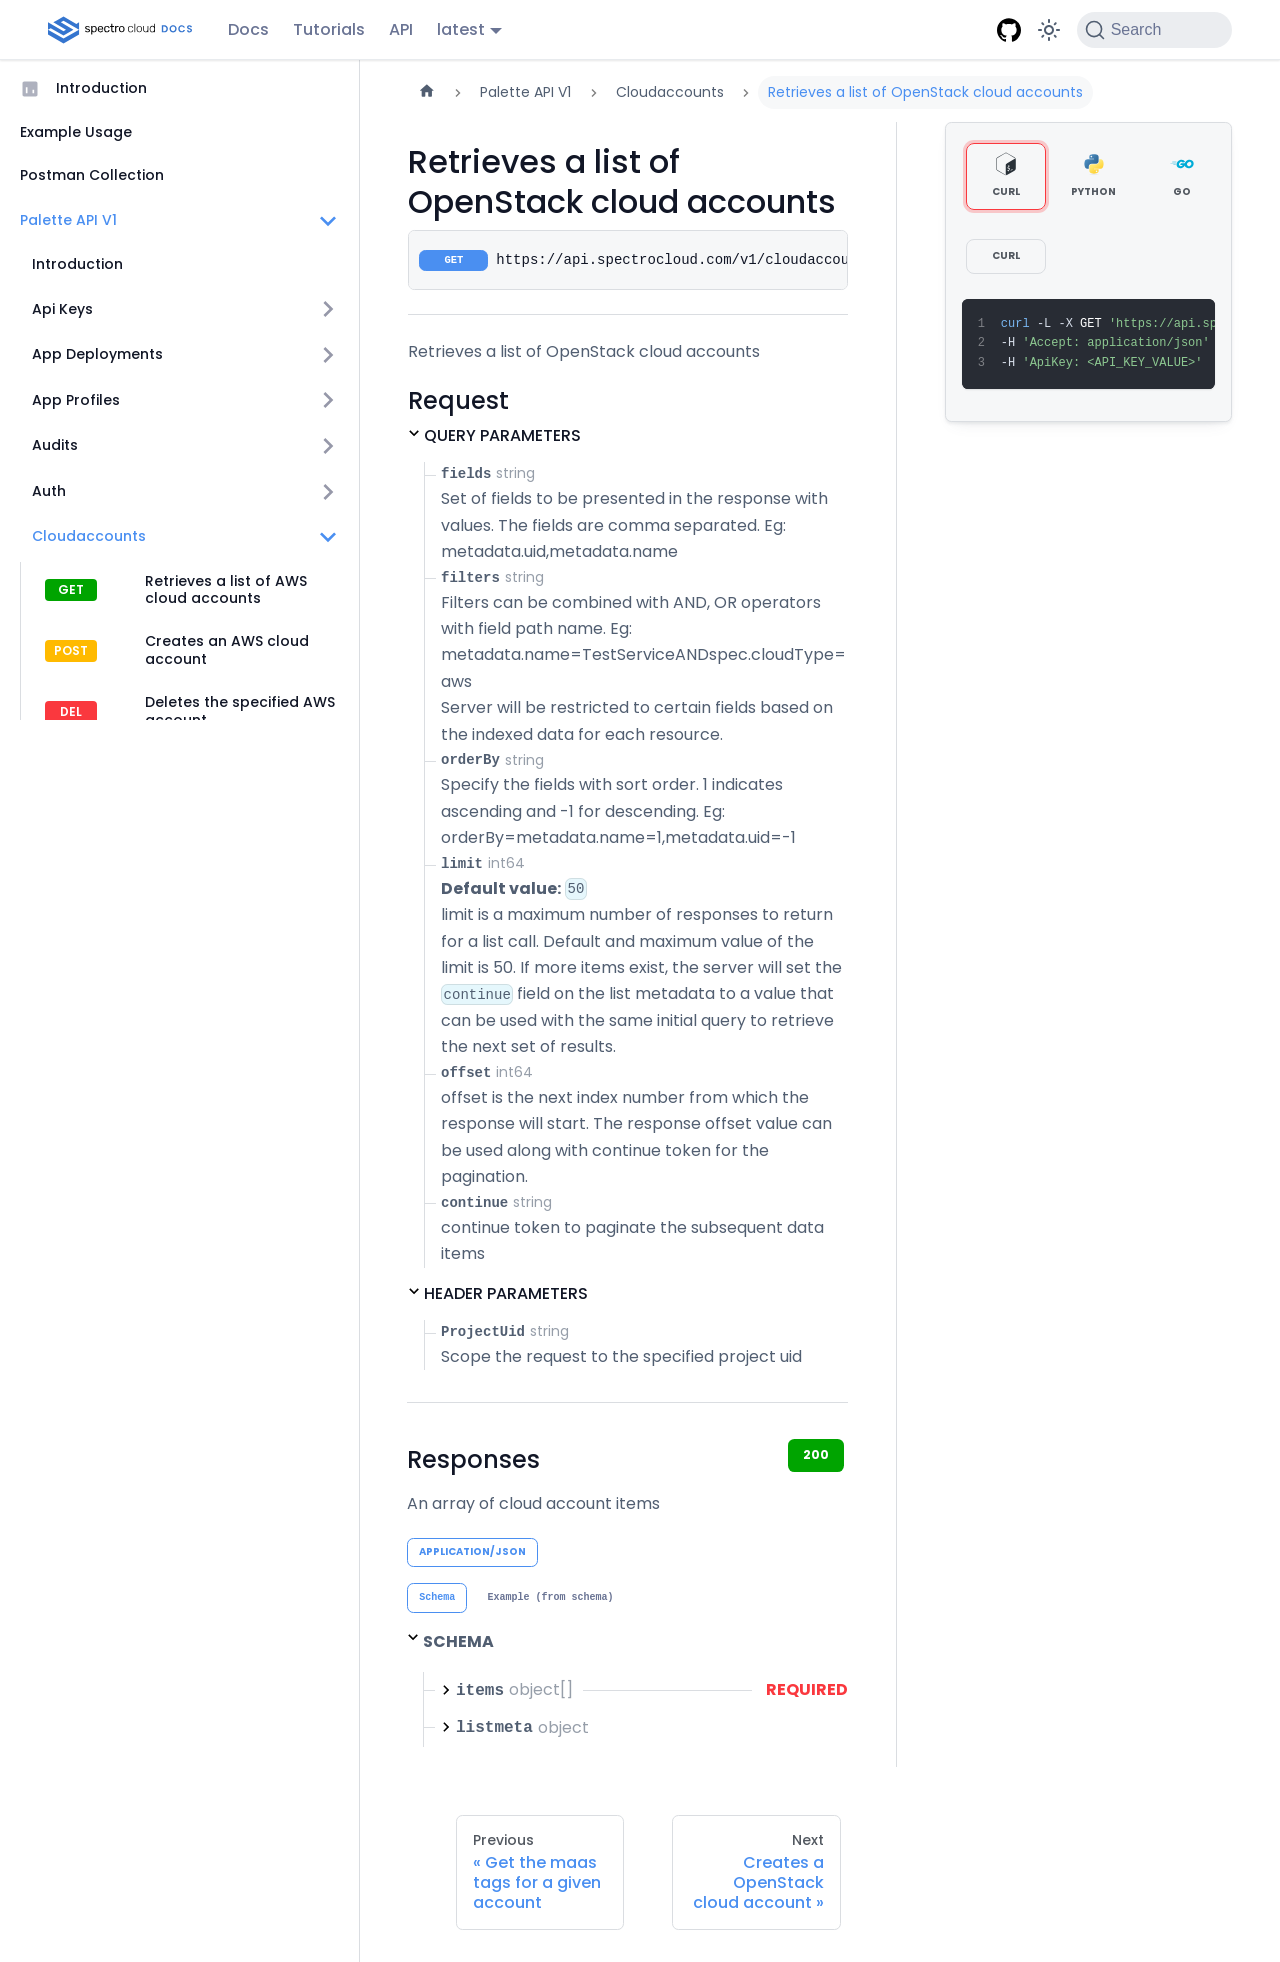 spectro cloud DOCS
Docs
Tutorials
API
latest
Search
Introduction
Example Usage
Postman Collection
Palette API V1
Introduction
Api Keys
App Deployments
App Profiles
Audits
Auth
Cloudaccounts
GET
Retrieves a list of AWS
cloud accounts
POST
Creates an AWS cloud
account
DEL
Deletes the specified AWS
account
Palette API V1
Cloudaccounts
Retrieves a list of OpenStack cloud accounts
Retrieves a list of
OpenStack cloud accounts
GET https://api.spectrocloud.com/v1/cloudaccou
Retrieves a list of OpenStack cloud accounts
Request
QUERY PARAMETERS
fields string
Set of fields to be presented in the response with
values. The fields are comma separated. Eg:
metadata.uid,metadata.name
filters string
Filters can be combined with AND, OR operators
with field path name. Eg:
metadata.name=TestServiceANDspec.cloudType=
aws
Server will be restricted to certain fields based on
the indexed data for each resource.
orderBy string
Specify the fields with sort order. 1 indicates
ascending and -1 for descending. Eg:
orderBy=metadata.name=1,metadata.uid=-1
limit int64
Default value: 50
limit is a maximum number of responses to return
for a list call. Default and maximum value of the
limit is 50. If more items exist, the server will set the
continue field on the list metadata to a value that
can be used with the same initial query to retrieve
the next set of results.
offset int64
offset is the next index number from which the
response will start. The response offset value can
be used along with continue token for the
pagination.
continue string
continue token to paginate the subsequent data
items
HEADER PARAMETERS
ProjectUid string
Scope the request to the specified project uid
Responses
200
An array of cloud account items
APPLICATION/JSON
Schema
Example (from schema)
SCHEMA
items object[]
REQUIRED
listmeta object
Previous
« Get the maas
tags for a given
account
Next
Creates a
OpenStack
cloud account »
CURL
PYTHON
GO
GO
CURL
1 curl -L -X GET 'https://api.sp
2 -H 'Accept: application/json'
3 -H 'ApiKey: <API_KEY_VALUE>'